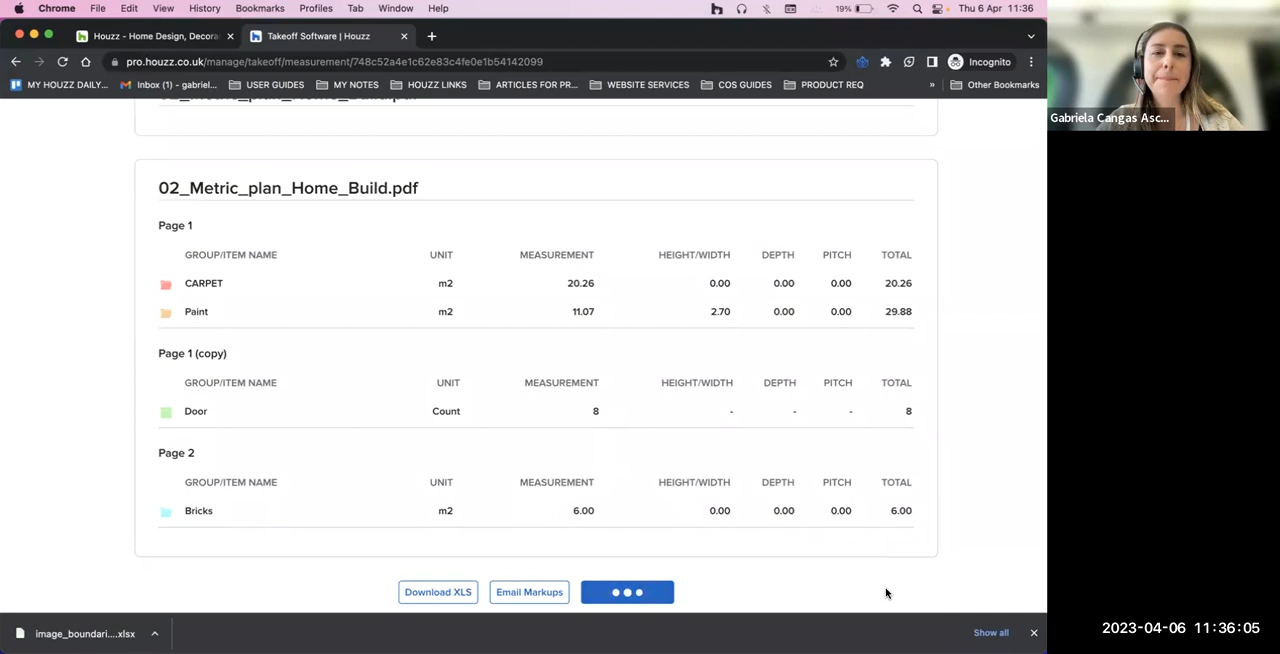 Chrome File Edit View History Bookmarks Profiles Tab Window Help 19% Thu 6 Apr 11:36
Houzz - Home Design, Decora Takeoff Software | Houzz
pro.houzz.co.uk/manage/takeoff/measurement/748c52a4e1c62e83c4fe0e1b54142099 Incognito
MY HOUZZ DAILY... Inbox (1) - gabriel... USER GUIDES MY NOTES HOUZZ LINKS ARTICLES FOR PR... WEBSITE SERVICES COS GUIDES PRODUCT REQ » Other Bookmarks
Gabriela Cangas Asc...
02_Metric_plan_Home_Build.pdf
Page 1
GROUP/ITEM NAME UNIT MEASUREMENT HEIGHT/WIDTH DEPTH PITCH TOTAL
CARPET m2 20.26 0.00 0.00 0.00 20.26
Paint m2 11.07 2.70 0.00 0.00 29.88
Page 1 (copy)
GROUP/ITEM NAME UNIT MEASUREMENT HEIGHT/WIDTH DEPTH PITCH TOTAL
Door Count 8 - - - 8
Page 2
GROUP/ITEM NAME UNIT MEASUREMENT HEIGHT/WIDTH DEPTH PITCH TOTAL
Bricks m2 6.00 0.00 0.00 0.00 6.00
Download XLS Email Markups
image_boundari....xlsx Show all
2023-04-06 11:36:05